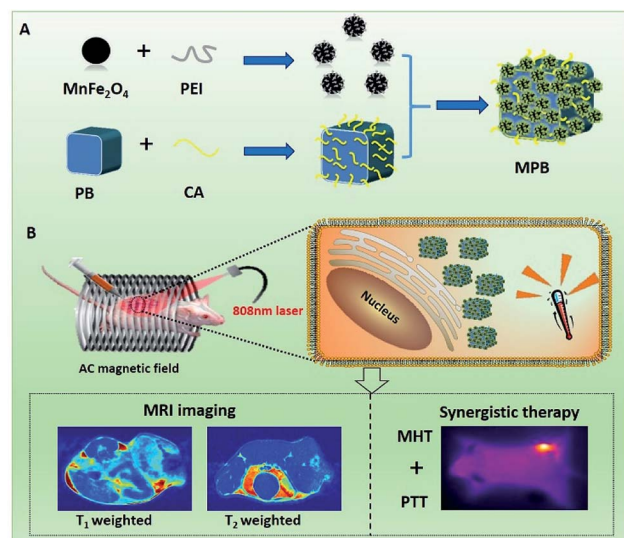 A
+
MnFe₂O₄
PEI
+
PB
CA
MPB
B
808nm laser
AC magnetic field
Nucleus
MRI imaging
T₁ weighted
T₂ weighted
Synergistic therapy
MHT
+
PTT